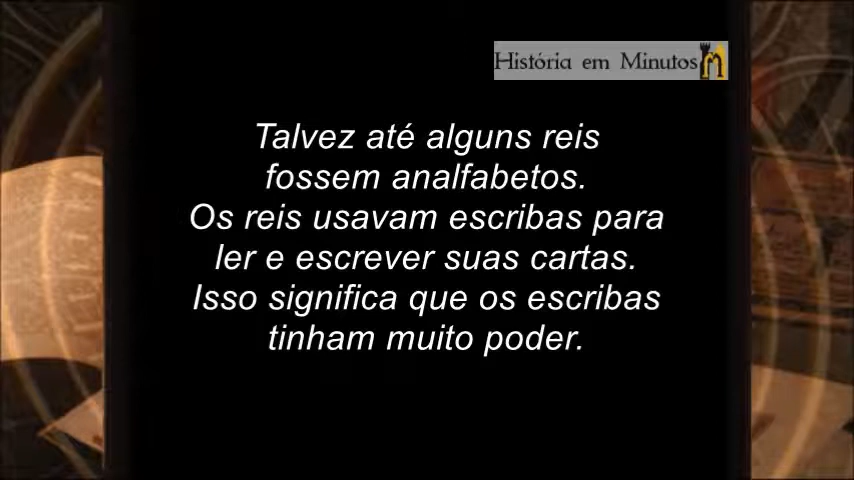 História em Minutos
Talvez até alguns reis
fossem analfabetos.
Os reis usavam escribas para
ler e escrever suas cartas.
Isso significa que os escribas
tinham muito poder.